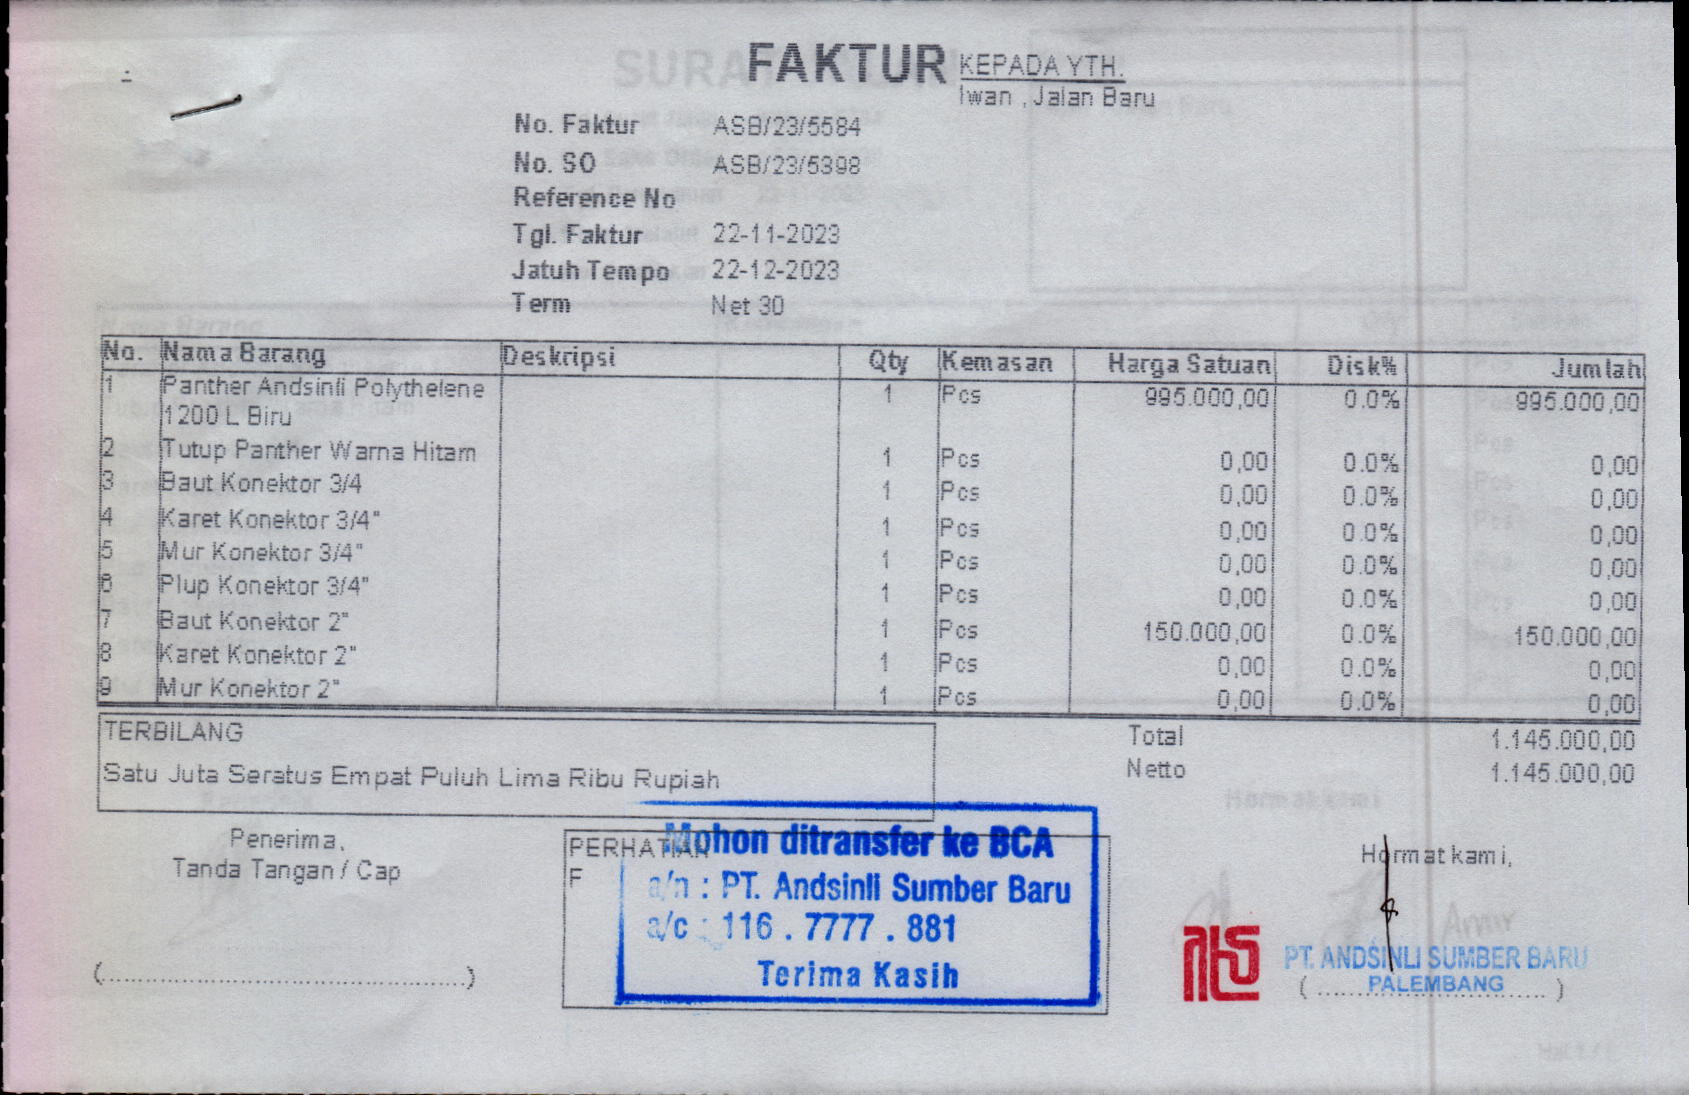 FAKTUR
KEPADA YTH.
Iwan , Jalan Baru
No. Faktur ASB/23/5584
No. SO ASB/23/5398
Reference No
Tgl. Faktur 22-11-2023
Jatuh Tempo 22-12-2023
Term Net 30
No. Nama Barang Deskripsi Qty Kemasan Harga Satuan Disk% Jumlah
1 Panther Andsinli Polythelene 1 Pcs 995.000,00 0.0% 995.000,00
1200 L Biru
2 Tutup Panther Warna Hitam 1 Pcs 0,00 0.0% 0,00
3 Baut Konektor 3/4 1 Pcs 0,00 0.0% 0,00
4 Karet Konektor 3/4" 1 Pcs 0,00 0.0% 0,00
5 Mur Konektor 3/4" 1 Pcs 0,00 0.0% 0,00
6 Plup Konektor 3/4" 1 Pcs 0,00 0.0% 0,00
7 Baut Konektor 2" 1 Pcs 150.000,00 0.0% 150.000,00
8 Karet Konektor 2" 1 Pcs 0,00 0.0% 0,00
9 Mur Konektor 2" 1 Pcs 0,00 0.0% 0,00
TERBILANG
Satu Juta Seratus Empat Puluh Lima Ribu Rupiah
Total 1.145.000,00
Netto 1.145.000,00
Penerima,
Tanda Tangan / Cap
(..............................................)
PERHATIAN
F
Mohon ditransfer ke BCA
a/n : PT. Andsinli Sumber Baru
a/c : 116 . 7777 . 881
Terima Kasih
Hormat kami,
PT. ANDSINLI SUMBER BARU
PALEMBANG
(..............................)